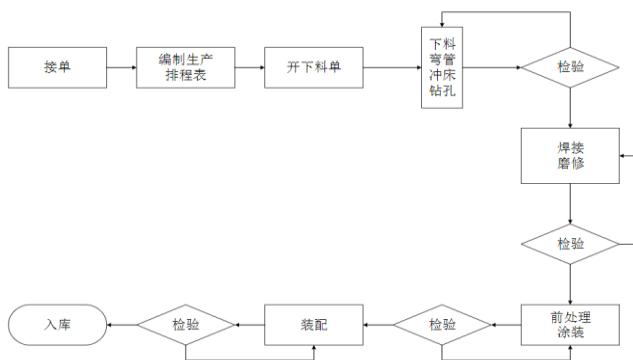 接单
编制生产
排程表
开下料单
下料
弯管
冲床
钻孔
检验
焊接
磨修
检验
前处理
涂装
检验
装配
检验
入库